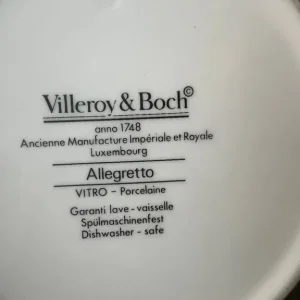 Villeroy & Boch©
anno 1748
Ancienne Manufacture Impériale et Royale
Luxembourg
Allegretto
VITRO – Porcelaine
Garanti lave - vaisselle
Spülmaschinenfest
Dishwasher - safe